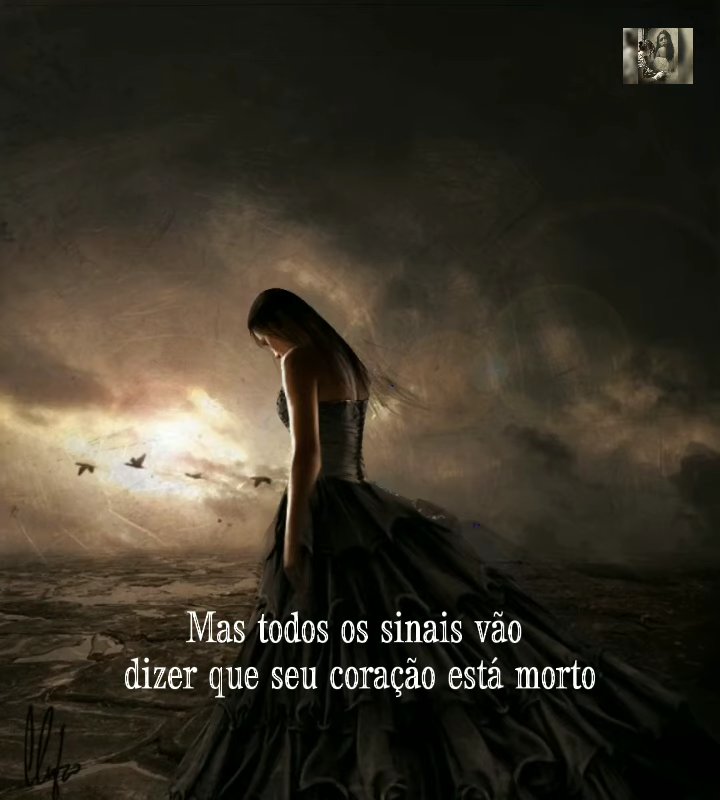 Mas todos os sinais vão
dizer que seu coração está morto